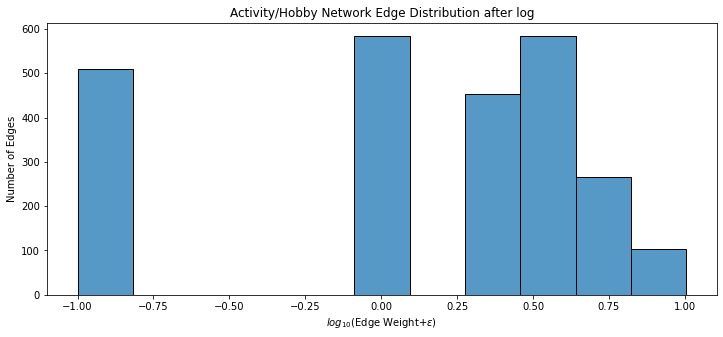 Activity/Hobby Network Edge Distribution after log
Number of Edges
600
500
400
300
200
100
0
−1.00 −0.75 −0.50 −0.25 0.00 0.25 0.50 0.75 1.00
log₁₀(Edge Weight+ε)